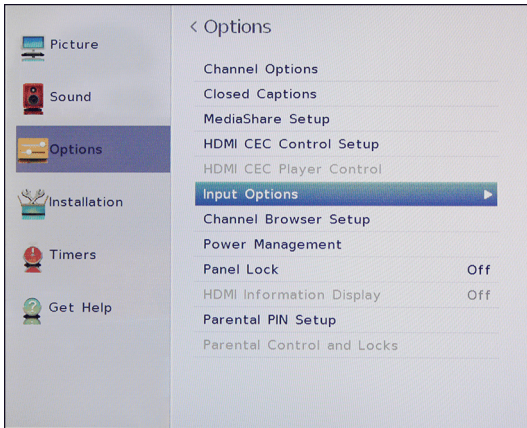 Picture
Sound
Options
Installation
Timers
Get Help
< Options
Channel Options
Closed Captions
MediaShare Setup
HDMI CEC Control Setup
HDMI CEC Player Control
Input Options
Channel Browser Setup
Power Management
Panel Lock Off
HDMI Information Display Off
Parental PIN Setup
Parental Control and Locks